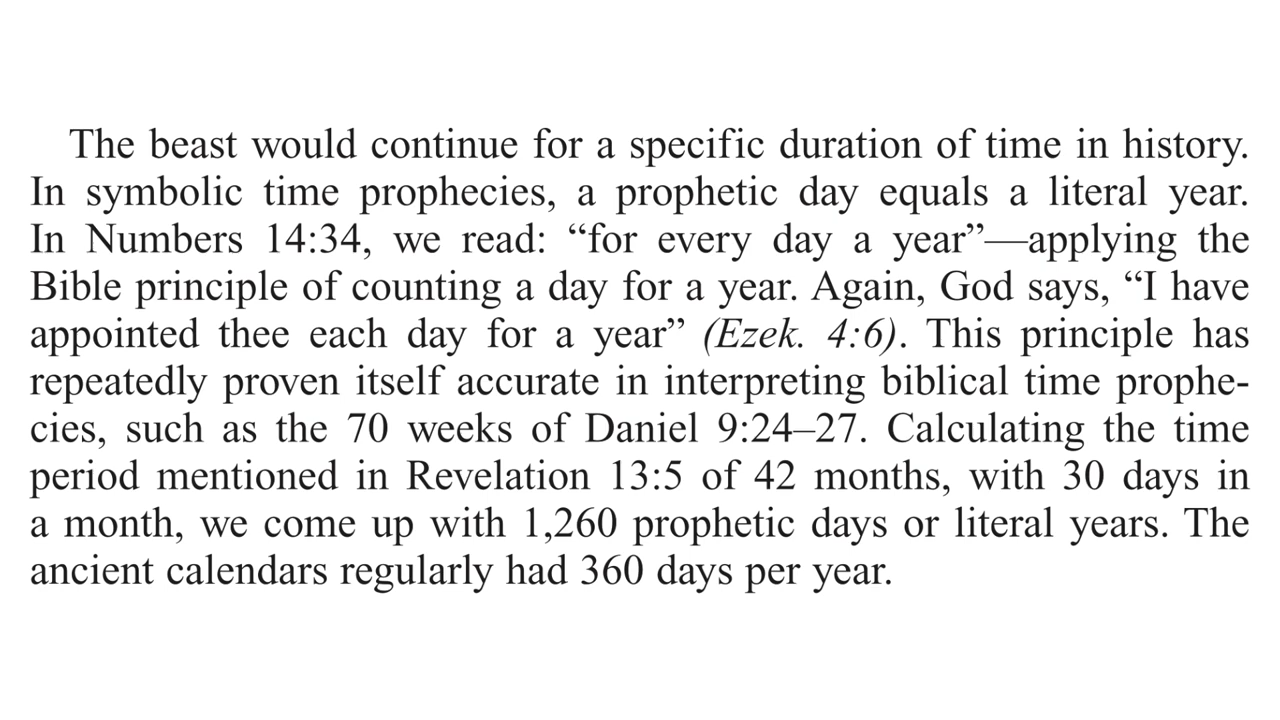 The beast would continue for a specific duration of time in history.
In symbolic time prophecies, a prophetic day equals a literal year.
In Numbers 14:34, we read: “for every day a year”—applying the
Bible principle of counting a day for a year. Again, God says, “I have
appointed thee each day for a year” (Ezek. 4:6). This principle has
repeatedly proven itself accurate in interpreting biblical time prophe-
cies, such as the 70 weeks of Daniel 9:24–27. Calculating the time
period mentioned in Revelation 13:5 of 42 months, with 30 days in
a month, we come up with 1,260 prophetic days or literal years. The
ancient calendars regularly had 360 days per year.